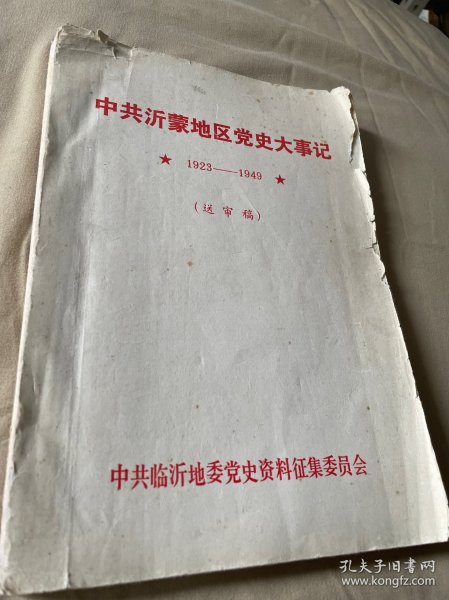 中共沂蒙地区党史大事记
★ 1923——1949 ★
(送审稿)
中共临沂地委党史资料征集委员会
孔夫子旧书网
www.kongfz.com